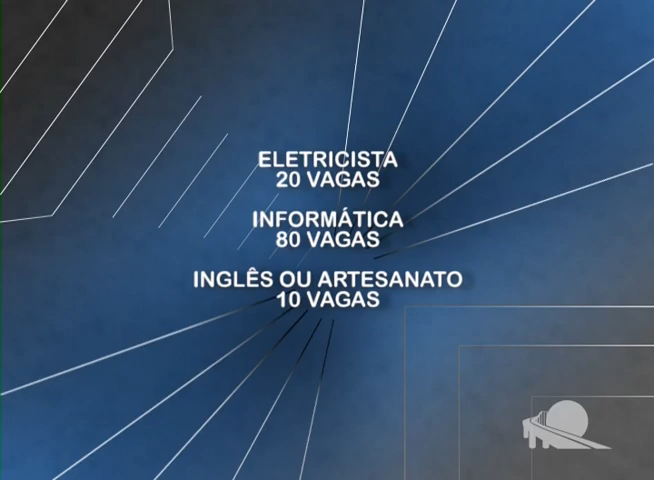 ELETRICISTA
20 VAGAS
INFORMÁTICA
80 VAGAS
INGLÊS OU ARTESANATO
10 VAGAS